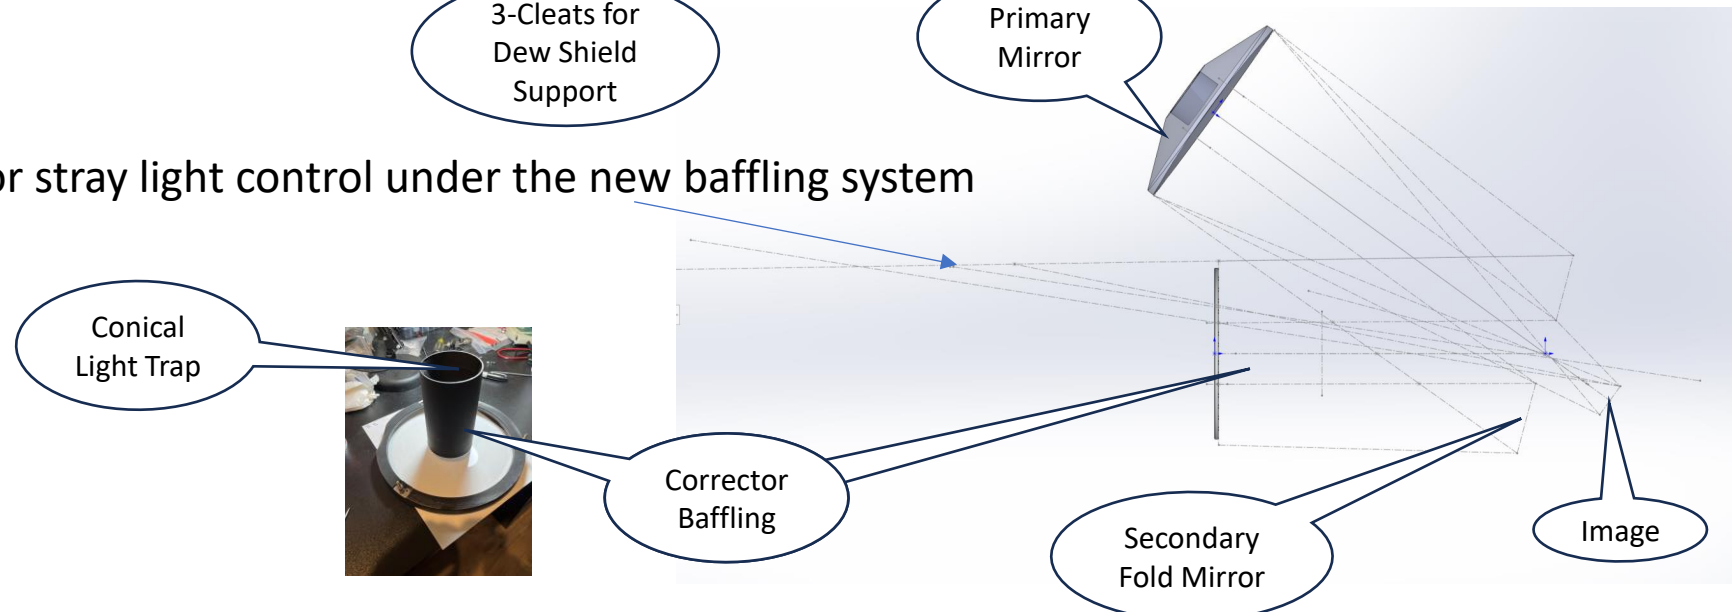 3-Cleats for
Dew Shield
Support
Primary
Mirror
or stray light control under the new baffling system
Conical
Light Trap
Corrector
Baffling
Secondary
Fold Mirror
Image